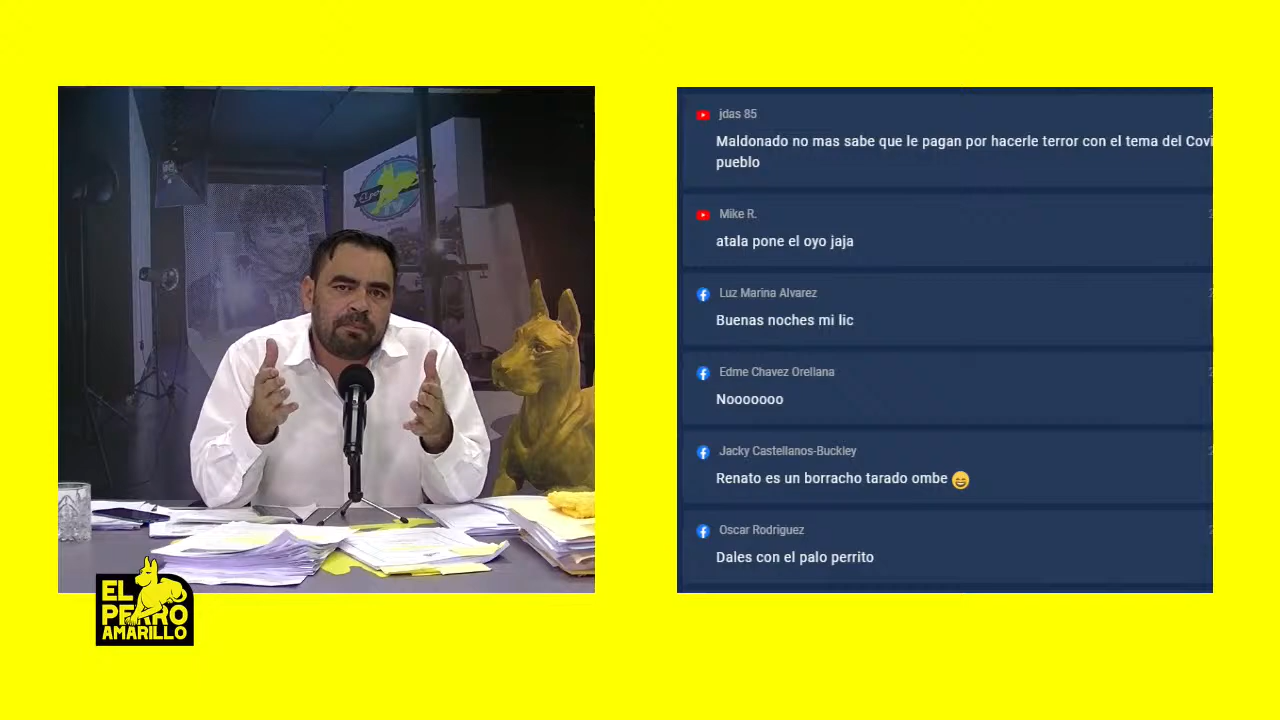 jdas 85
Maldonado no mas sabe que le pagan por hacerle terror con el tema del Covi
pueblo
Mike R.
atala pone el oyo jaja
Luz Marina Alvarez
Buenas noches mi lic
Edme Chavez Orellana
Nooooooo
Jacky Castellanos-Buckley
Renato es un borracho tarado ombe 😄
Oscar Rodriguez
Dales con el palo perrito
EL
PERRO
AMARILLO